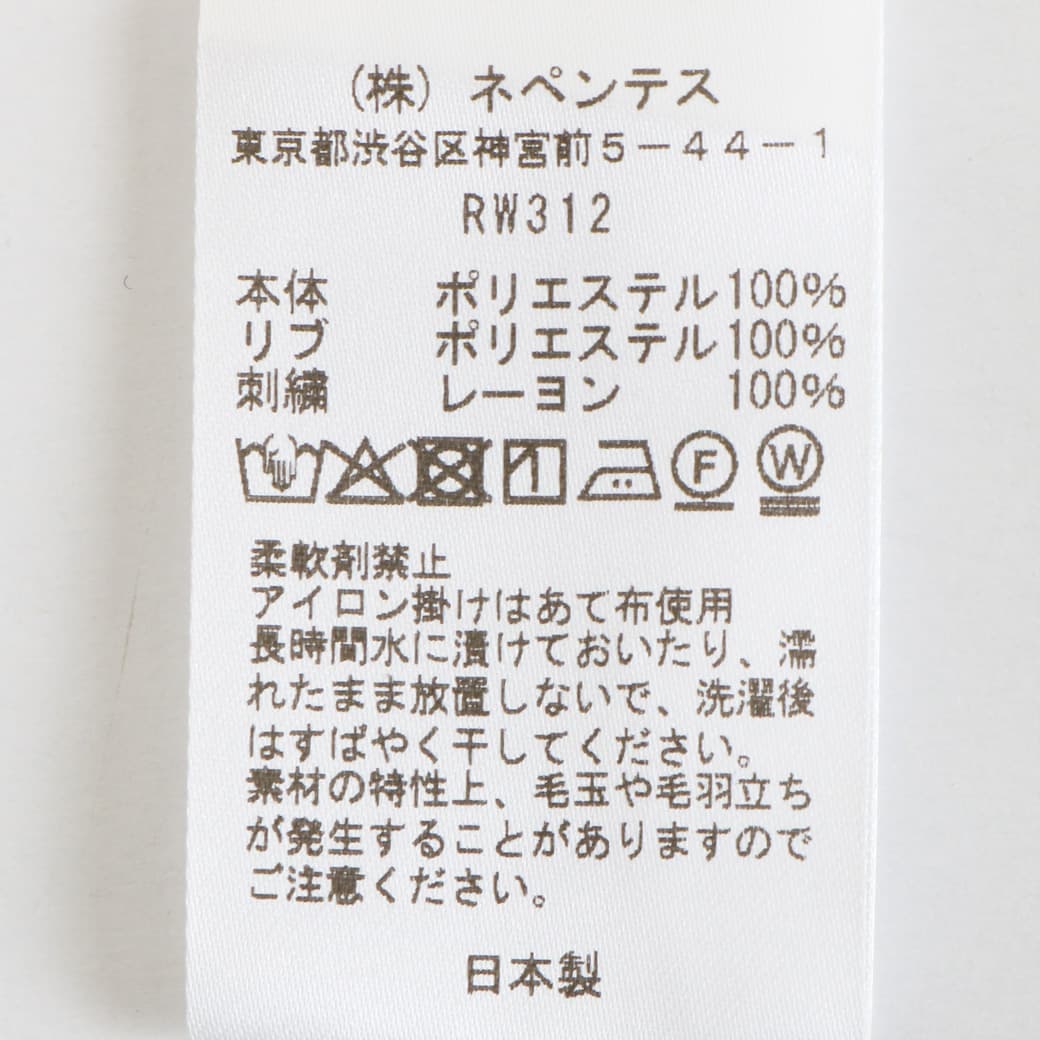 (株) ネペンテス
東京都渋谷区神宮前5-44-1
RW312
本体 ポリエステル100%
リブ ポリエステル100%
刺繍 レーヨン 100%
F W
柔軟剤禁止
アイロン掛けはあて布使用
長時間水に漬けておいたり、濡
れたまま放置しないで、洗濯後
はすばやく干してください。
素材の特性上、毛玉や毛羽立ち
が発生することがありますので
ご注意ください。
日本製